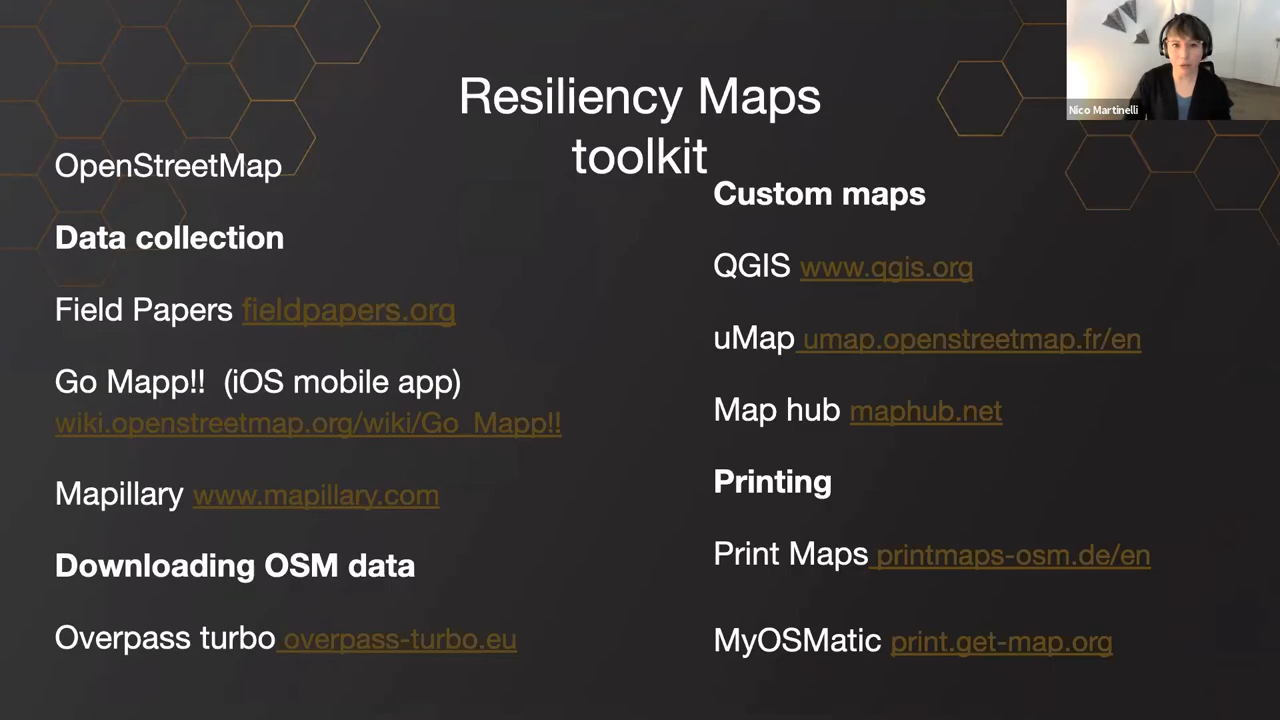 Resiliency Maps
toolkit
Nico Martinelli
OpenStreetMap
Data collection
Field Papers fieldpapers.org
Go Mapp!! (iOS mobile app)
wiki.openstreetmap.org/wiki/Go_Mapp!!
Mapillary www.mapillary.com
Downloading OSM data
Overpass turbo overpass-turbo.eu
Custom maps
QGIS www.qgis.org
uMap umap.openstreetmap.fr/en
Map hub maphub.net
Printing
Print Maps printmaps-osm.de/en
MyOSMatic print.get-map.org